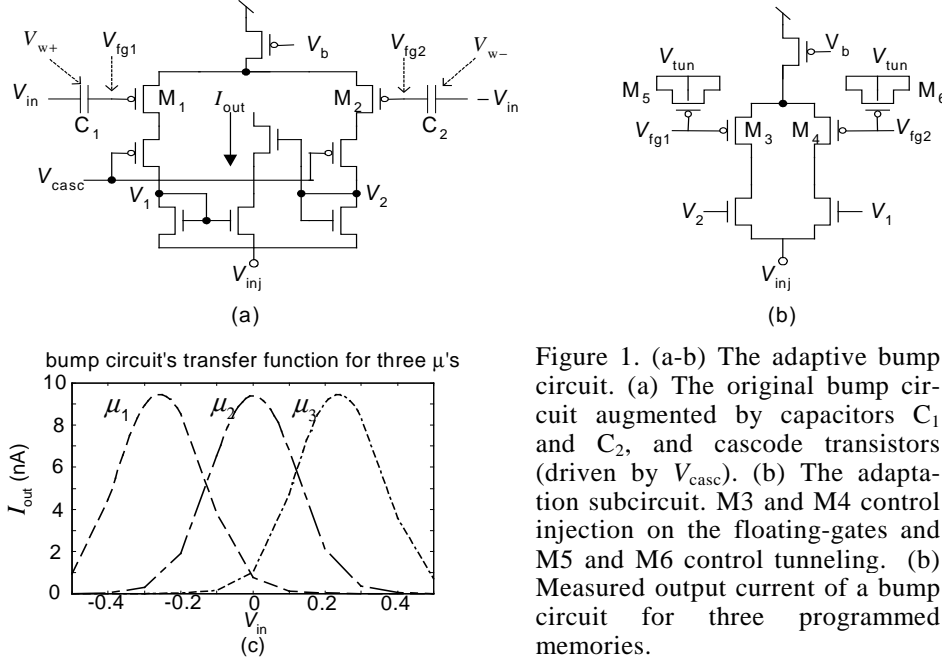 V_b
V_w+
V_fg1
V_fg2
V_w−
V_in
M_1
I_out
M_2
−V_in
C_1
C_2
V_casc
V_1
V_2
V_inj
(a)
V_b
V_tun
V_tun
M_5
M_6
V_fg1
M_3
M_4
V_fg2
V_2
V_1
V_inj
(b)
bump circuit's transfer function for three μ's
10
8
6
4
2
0
I_out (nA)
μ_1
μ_2
μ_3
-0.4
-0.2
0
0.2
0.4
V_in
(c)
Figure 1. (a-b) The adaptive bump
circuit. (a) The original bump cir-
cuit augmented by capacitors C_1
and C_2, and cascode transistors
(driven by V_casc). (b) The adapta-
tion subcircuit. M3 and M4 control
injection on the floating-gates and
M5 and M6 control tunneling. (b)
Measured output current of a bump
circuit for three programmed
memories.